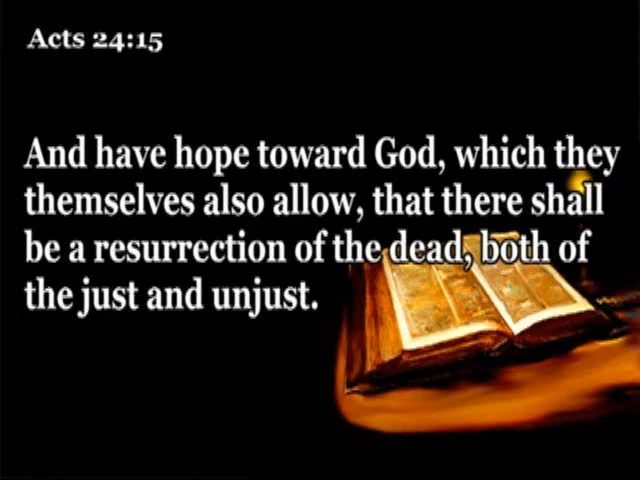 Acts 24:15
And have hope toward God, which they
themselves also allow, that there shall
be a resurrection of the dead, both of
the just and unjust.